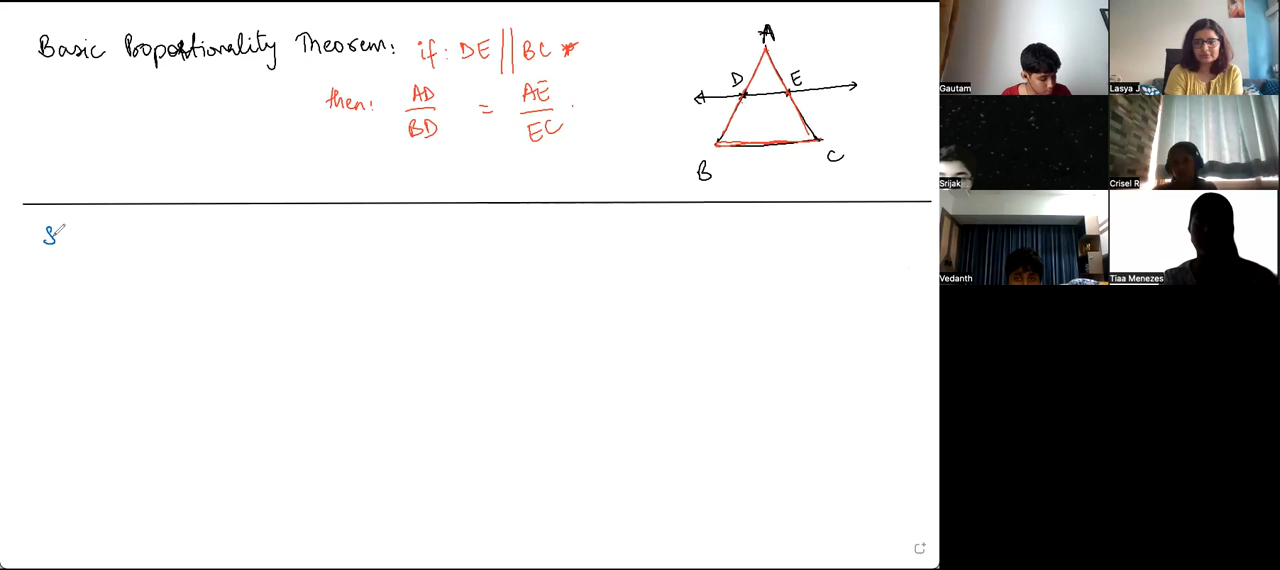 Basic Proportionality Theorem: if: DE || BC *
then: AD/BD = AE/EC.
A
D E
B C
S
Gautam
Lasya J
Srijak
Crisel R
Vedanth
Tiaa Menezes